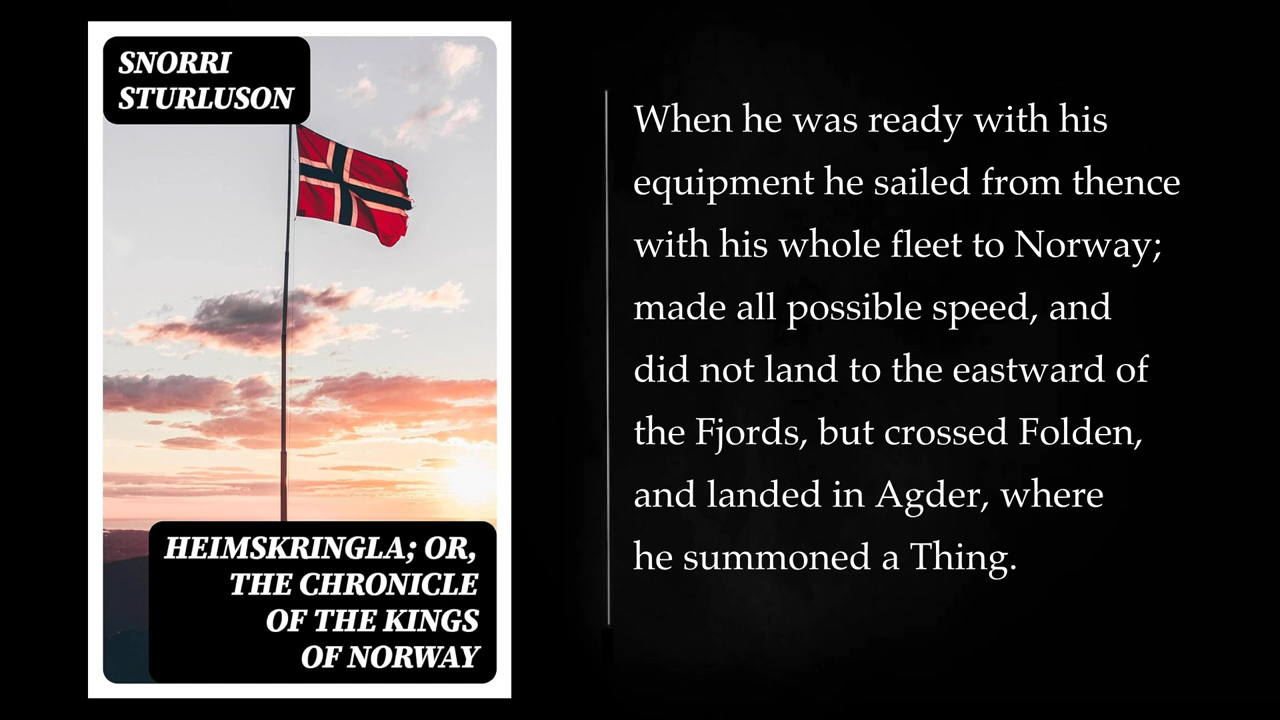 SNORRI
STURLUSON
HEIMSKRINGLA; OR,
THE CHRONICLE
OF THE KINGS
OF NORWAY
When he was ready with his
equipment he sailed from thence
with his whole fleet to Norway;
made all possible speed, and
did not land to the eastward of
the Fjords, but crossed Folden,
and landed in Agder, where
he summoned a Thing.